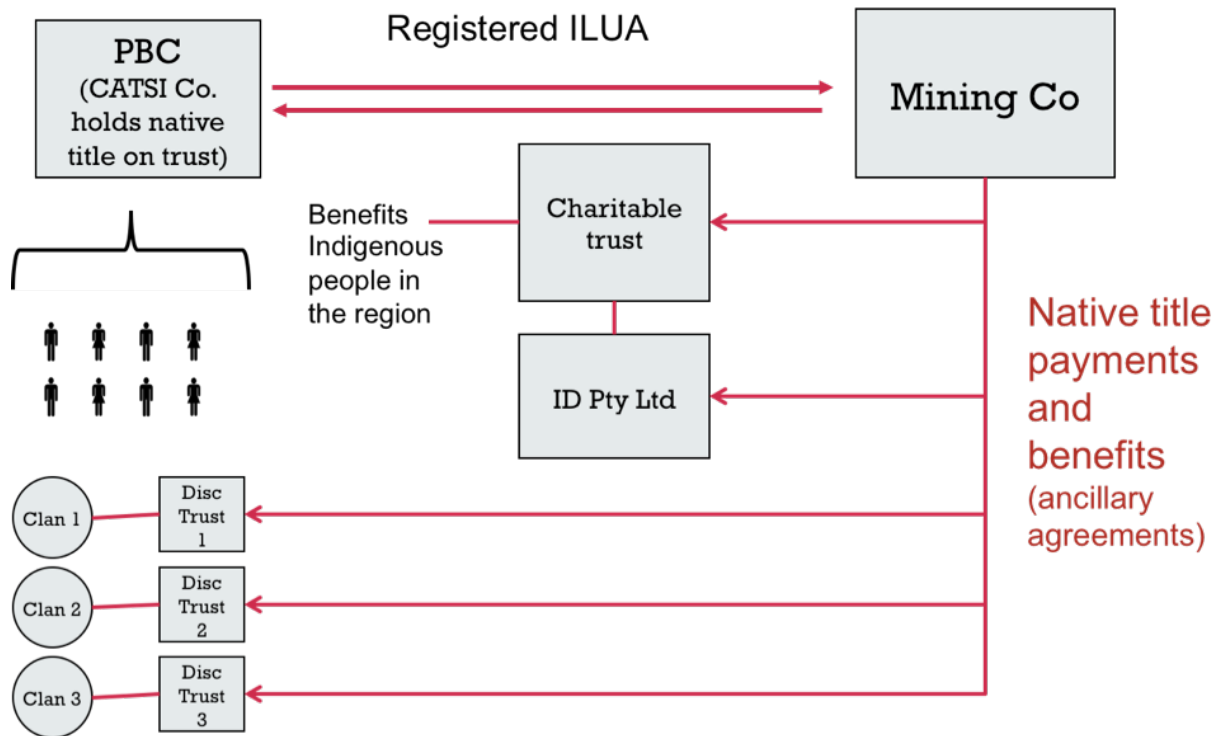 Registered ILUA
PBC
(CATSI Co.
holds native
title on trust)
Mining Co
Charitable
trust
Benefits
Indigenous
people in
the region
ID Pty Ltd
Native title
payments
and
benefits
(ancillary
agreements)
Clan 1
Disc
Trust
1
Clan 2
Disc
Trust
2
Clan 3
Disc
Trust
3